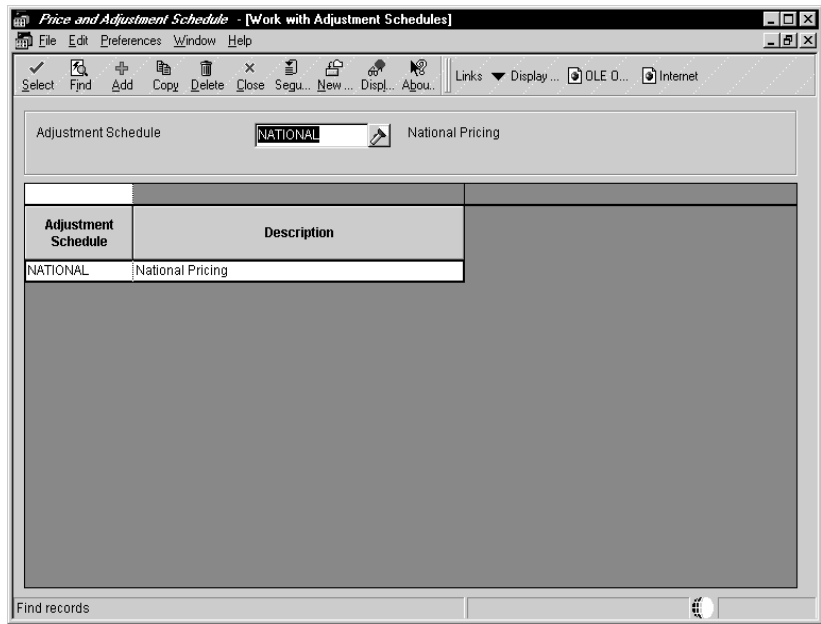 Price and Adjustment Schedule - [Work with Adjustment Schedules]
File Edit Preferences Window Help
Select Find Add Copy Delete Close Sequ... New ... Displ... Abou.. Links Display ... OLE O... Internet
Adjustment Schedule NATIONAL National Pricing
Adjustment Schedule Description
NATIONAL National Pricing
Find records